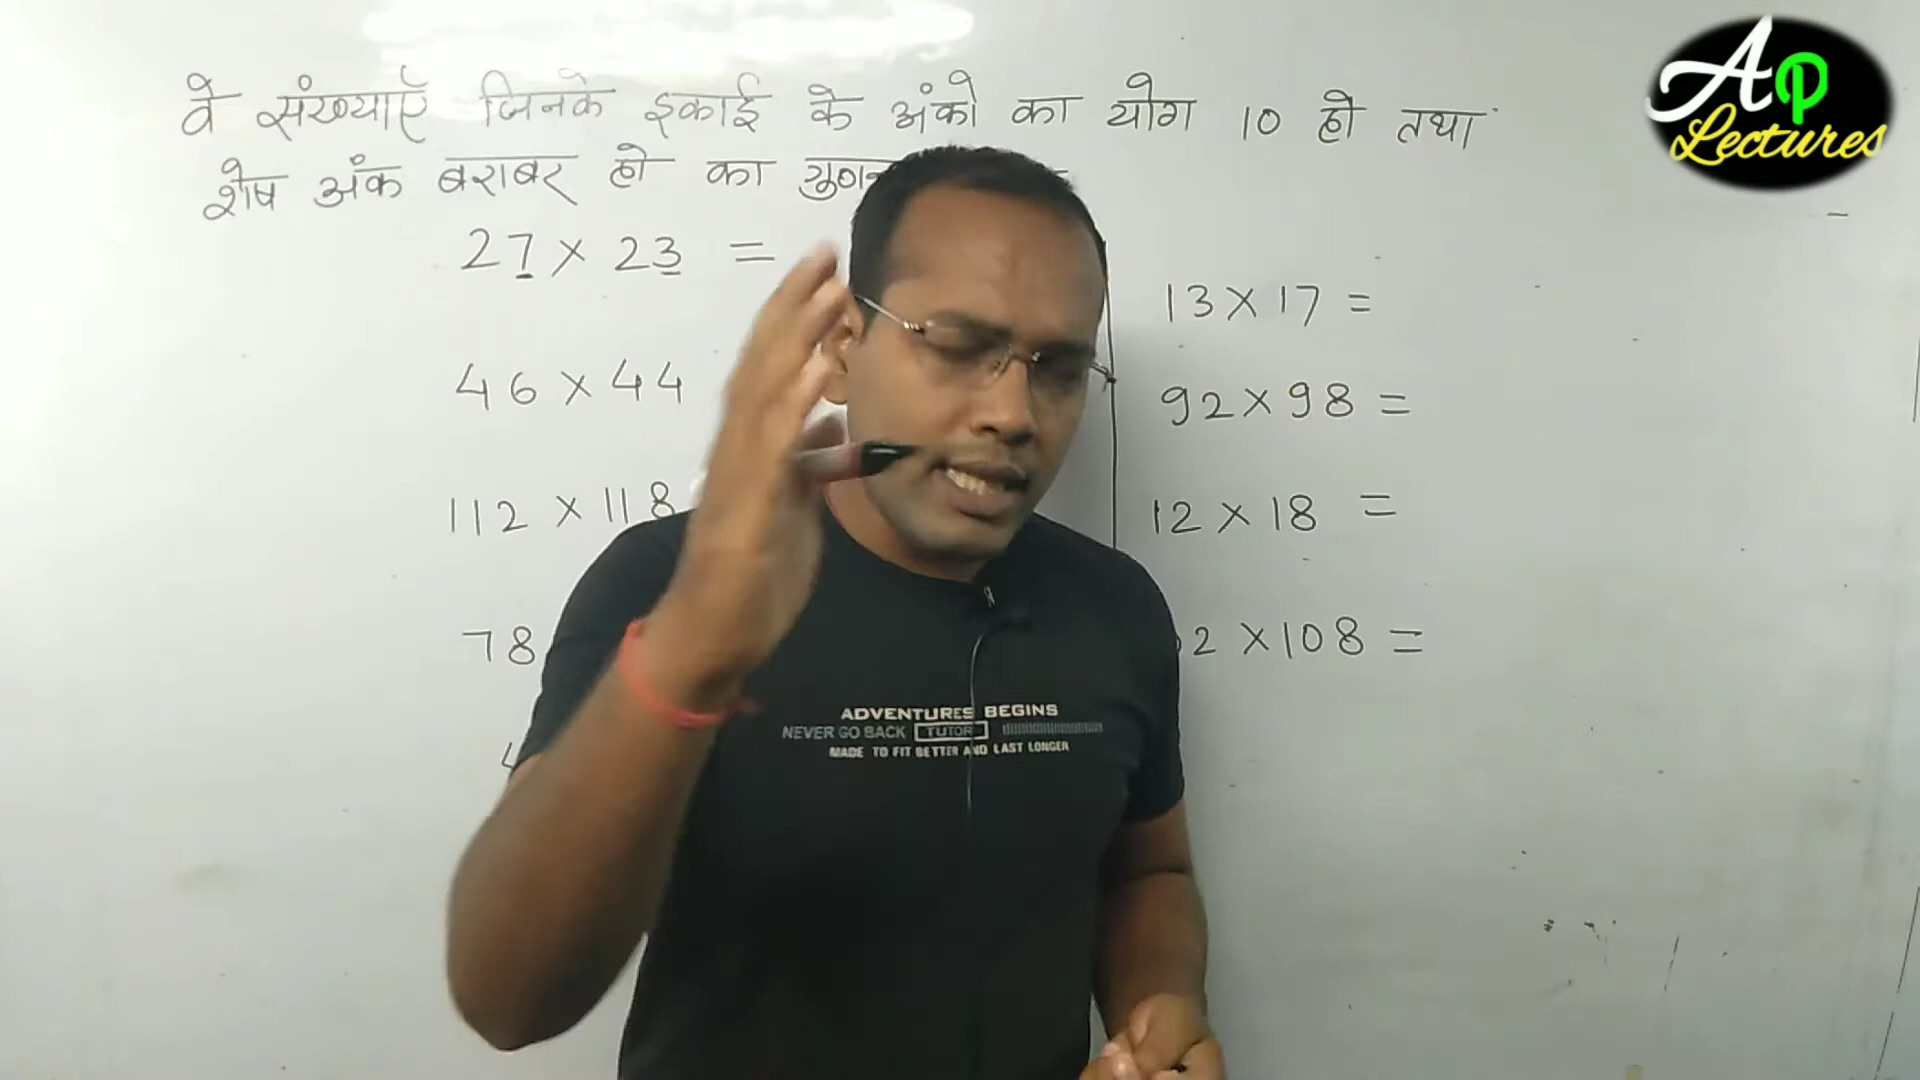 वे संख्याएँ जिनके इकाई के अंको का योग 10 हो तथा
शेष अंक बराबर हो का
27 × 23 =
46 × 44
112 × 118
78
13 × 17 =
92 × 98 =
12 × 18 =
2 × 108 =
AP
Lectures
ADVENTURES BEGINS
NEVER GO BACK TUTOR
MADE TO FIT BETTER AND LAST LONGER